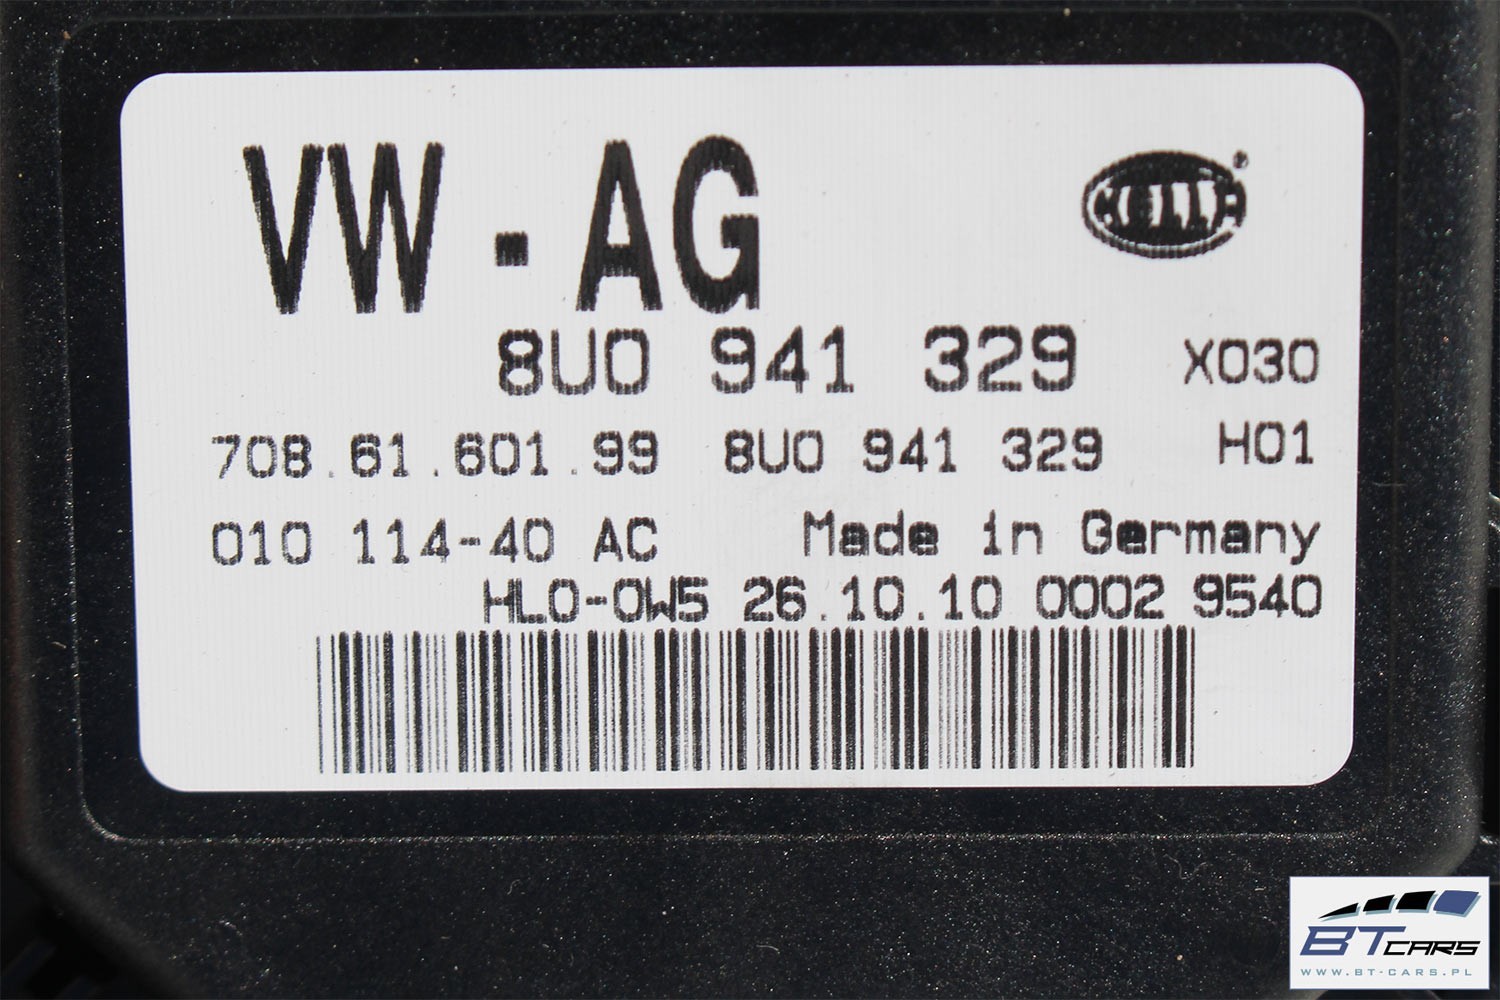 VW-AG
HELLA®
8U0 941 329 X030
708.61.601.99 8U0 941 329 H01
010 114-40 AC Made in Germany
HLO-0W5 26.10.10 0002 9540
BT CARS
WWW.BT-CARS.PL